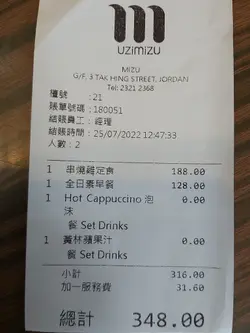 UZIMIZU
MIZU
G/F, 3 TAK HING STREET, JORDAN
Tel: 2321 2368
檯號 :21
賬單號碼 :180051
結賬員工 : 經理
結賬時間 : 25/07/2022 12:47:33
人數 : 2
1 串燒雞定食 188.00
1 全日素早餐 128.00
1 Hot Cappuccino 泡 0.00
沫
餐 Set Drinks
1 黃林蘋果汁 0.00
餐 Set Drinks
小計 316.00
加一服務費 31.60
總計 348.00